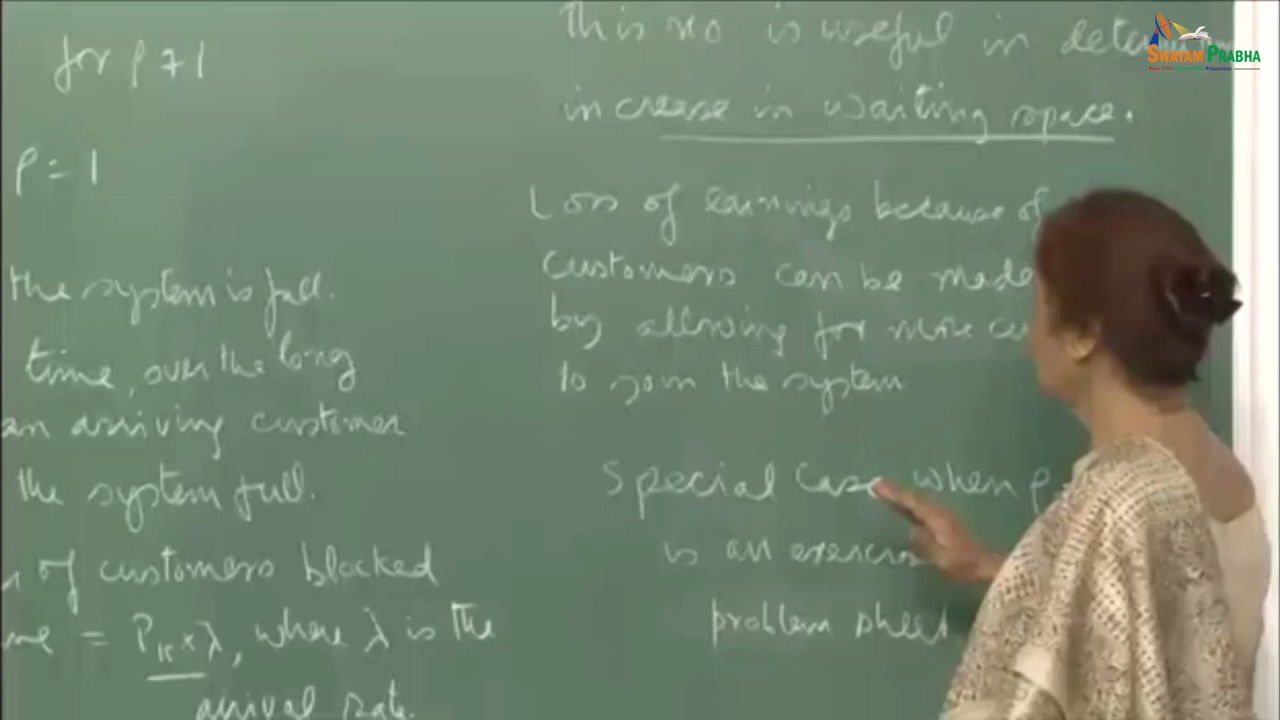 for ρ ≠ 1
ρ = 1
the system is full.
time, over the long
an arriving customer
the system full.
of customers blocked
= P_K × λ, where λ is the
arrival rate.
This no is useful in
increase in waiting space.
Loss of earnings because of
customers can be made
by allowing for more
to join the system
Special Case when ρ
is an
problem sheet
SWAYAM PRABHA